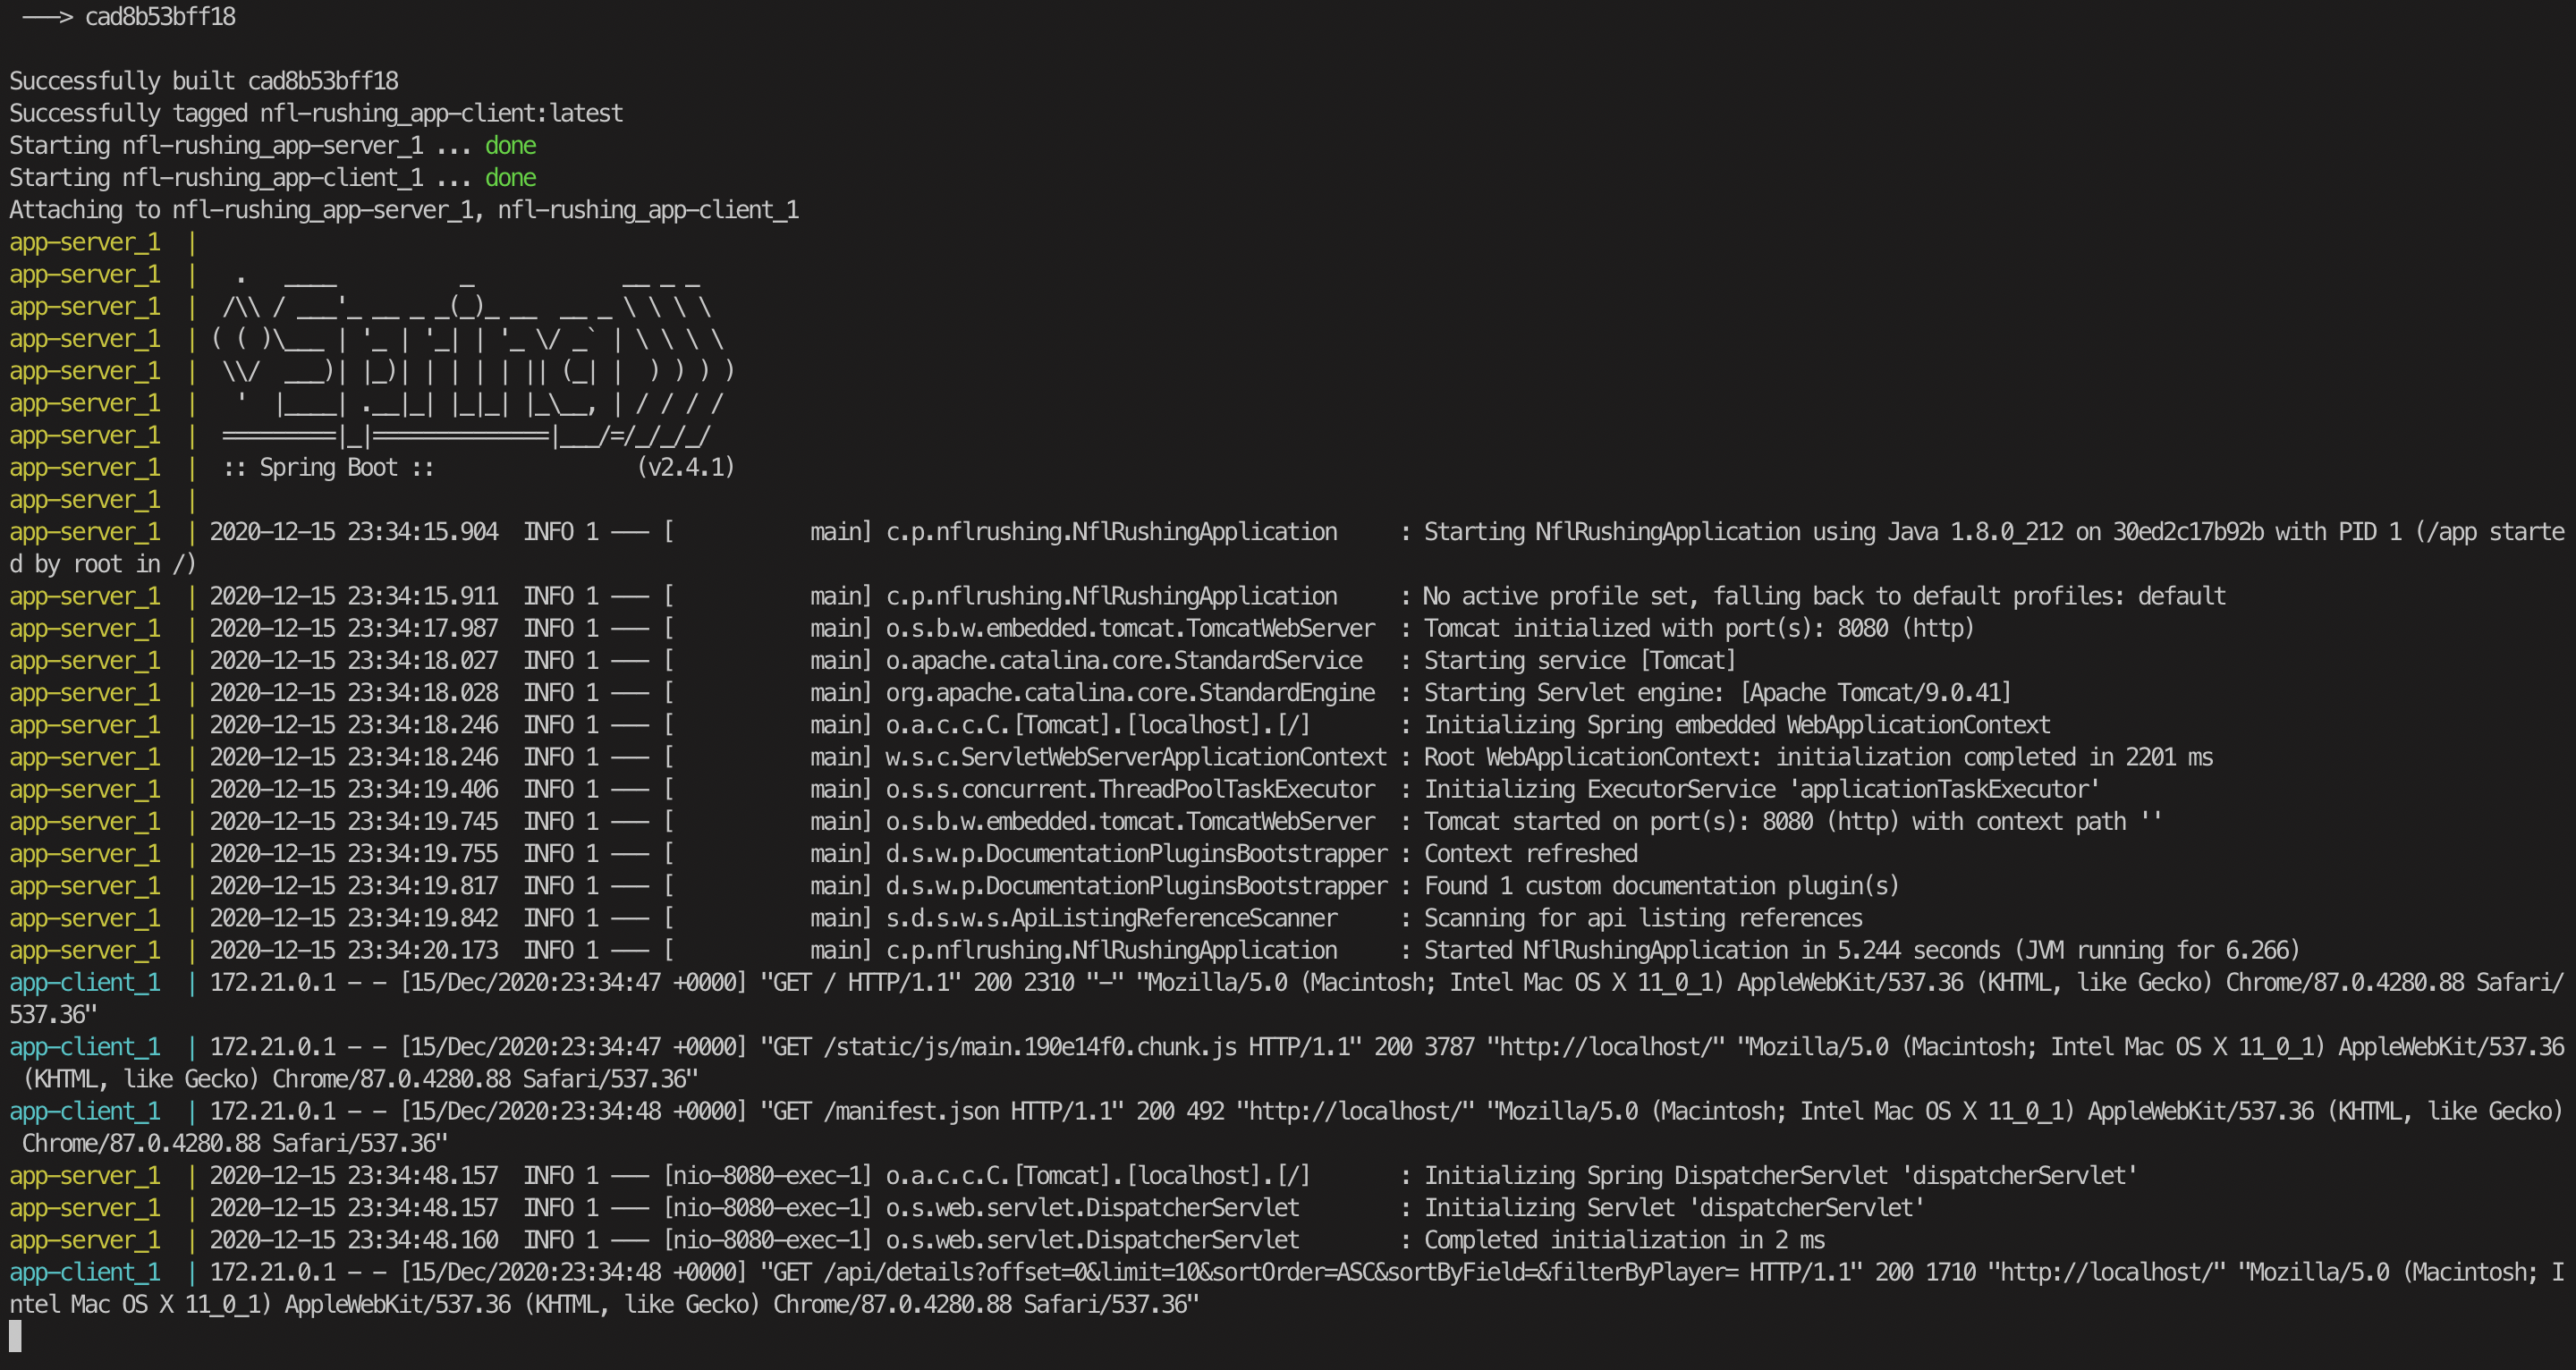 ---> cad8b53bff18

Successfully built cad8b53bff18
Successfully tagged nfl-rushing_app-client:latest
Starting nfl-rushing_app-server_1 ... done
Starting nfl-rushing_app-client_1 ... done
Attaching to nfl-rushing_app-server_1, nfl-rushing_app-client_1
app-server_1  |
app-server_1  |   .   ____          _            __ _ _
app-server_1  |  /\\ / ___'_ __ _ _(_)_ __  __ _ \ \ \ \
app-server_1  | ( ( )\___ | '_ | '_| | '_ \/ _` | \ \ \ \
app-server_1  |  \\/  ___)| |_)| | | | | || (_| |  ) ) ) )
app-server_1  |   '  |____| .__|_| |_|_| |_\__, | / / / /
app-server_1  |  =========|_|==============|___/=/_/_/_/
app-server_1  |  :: Spring Boot ::                (v2.4.1)
app-server_1  |
app-server_1  | 2020-12-15 23:34:15.904  INFO 1 --- [           main] c.p.nflrushing.NflRushingApplication     : Starting NflRushingApplication using Java 1.8.0_212 on 30ed2c17b92b with PID 1 (/app starte
d by root in /)
app-server_1  | 2020-12-15 23:34:15.911  INFO 1 --- [           main] c.p.nflrushing.NflRushingApplication     : No active profile set, falling back to default profiles: default
app-server_1  | 2020-12-15 23:34:17.987  INFO 1 --- [           main] o.s.b.w.embedded.tomcat.TomcatWebServer  : Tomcat initialized with port(s): 8080 (http)
app-server_1  | 2020-12-15 23:34:18.027  INFO 1 --- [           main] o.apache.catalina.core.StandardService   : Starting service [Tomcat]
app-server_1  | 2020-12-15 23:34:18.028  INFO 1 --- [           main] org.apache.catalina.core.StandardEngine  : Starting Servlet engine: [Apache Tomcat/9.0.41]
app-server_1  | 2020-12-15 23:34:18.246  INFO 1 --- [           main] o.a.c.c.C.[Tomcat].[localhost].[/]       : Initializing Spring embedded WebApplicationContext
app-server_1  | 2020-12-15 23:34:18.246  INFO 1 --- [           main] w.s.c.ServletWebServerApplicationContext : Root WebApplicationContext: initialization completed in 2201 ms
app-server_1  | 2020-12-15 23:34:19.406  INFO 1 --- [           main] o.s.s.concurrent.ThreadPoolTaskExecutor  : Initializing ExecutorService 'applicationTaskExecutor'
app-server_1  | 2020-12-15 23:34:19.745  INFO 1 --- [           main] o.s.b.w.embedded.tomcat.TomcatWebServer  : Tomcat started on port(s): 8080 (http) with context path ''
app-server_1  | 2020-12-15 23:34:19.755  INFO 1 --- [           main] d.s.w.p.DocumentationPluginsBootstrapper : Context refreshed
app-server_1  | 2020-12-15 23:34:19.817  INFO 1 --- [           main] d.s.w.p.DocumentationPluginsBootstrapper : Found 1 custom documentation plugin(s)
app-server_1  | 2020-12-15 23:34:19.842  INFO 1 --- [           main] s.d.s.w.s.ApiListingReferenceScanner     : Scanning for api listing references
app-server_1  | 2020-12-15 23:34:20.173  INFO 1 --- [           main] c.p.nflrushing.NflRushingApplication     : Started NflRushingApplication in 5.244 seconds (JVM running for 6.266)
app-client_1  | 172.21.0.1 - - [15/Dec/2020:23:34:47 +0000] "GET / HTTP/1.1" 200 2310 "-" "Mozilla/5.0 (Macintosh; Intel Mac OS X 11_0_1) AppleWebKit/537.36 (KHTML, like Gecko) Chrome/87.0.4280.88 Safari/
537.36"
app-client_1  | 172.21.0.1 - - [15/Dec/2020:23:34:47 +0000] "GET /static/js/main.190e14f0.chunk.js HTTP/1.1" 200 3787 "http://localhost/" "Mozilla/5.0 (Macintosh; Intel Mac OS X 11_0_1) AppleWebKit/537.36
 (KHTML, like Gecko) Chrome/87.0.4280.88 Safari/537.36"
app-client_1  | 172.21.0.1 - - [15/Dec/2020:23:34:48 +0000] "GET /manifest.json HTTP/1.1" 200 492 "http://localhost/" "Mozilla/5.0 (Macintosh; Intel Mac OS X 11_0_1) AppleWebKit/537.36 (KHTML, like Gecko)
 Chrome/87.0.4280.88 Safari/537.36"
app-server_1  | 2020-12-15 23:34:48.157  INFO 1 --- [nio-8080-exec-1] o.a.c.c.C.[Tomcat].[localhost].[/]       : Initializing Spring DispatcherServlet 'dispatcherServlet'
app-server_1  | 2020-12-15 23:34:48.157  INFO 1 --- [nio-8080-exec-1] o.s.web.servlet.DispatcherServlet        : Initializing Servlet 'dispatcherServlet'
app-server_1  | 2020-12-15 23:34:48.160  INFO 1 --- [nio-8080-exec-1] o.s.web.servlet.DispatcherServlet        : Completed initialization in 2 ms
app-client_1  | 172.21.0.1 - - [15/Dec/2020:23:34:48 +0000] "GET /api/details?offset=0&limit=10&sortOrder=ASC&sortByField=&filterByPlayer= HTTP/1.1" 200 1710 "http://localhost/" "Mozilla/5.0 (Macintosh; I
ntel Mac OS X 11_0_1) AppleWebKit/537.36 (KHTML, like Gecko) Chrome/87.0.4280.88 Safari/537.36"